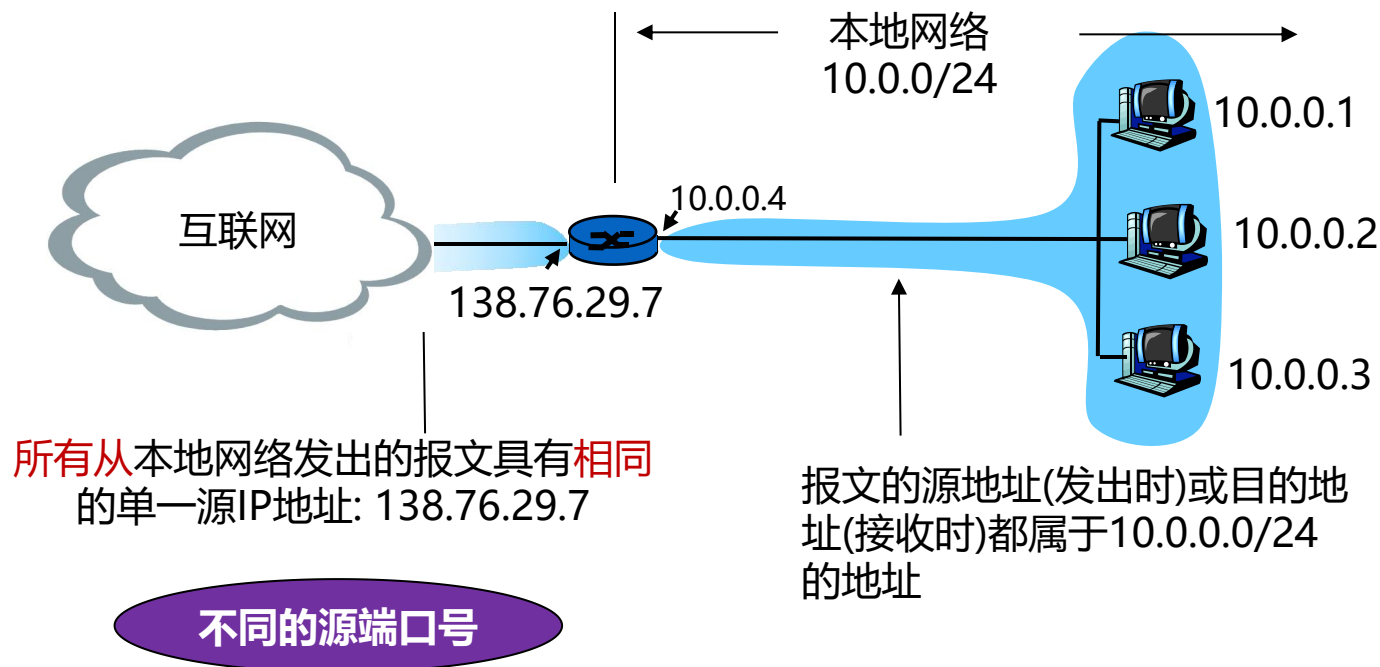 本地网络
10.0.0/24
10.0.0.1
10.0.0.4
互联网
10.0.0.2
138.76.29.7
10.0.0.3
所有从本地网络发出的报文具有相同
的单一源IP地址: 138.76.29.7
报文的源地址(发出时)或目的地
址(接收时)都属于10.0.0.0/24
的地址
不同的源端口号